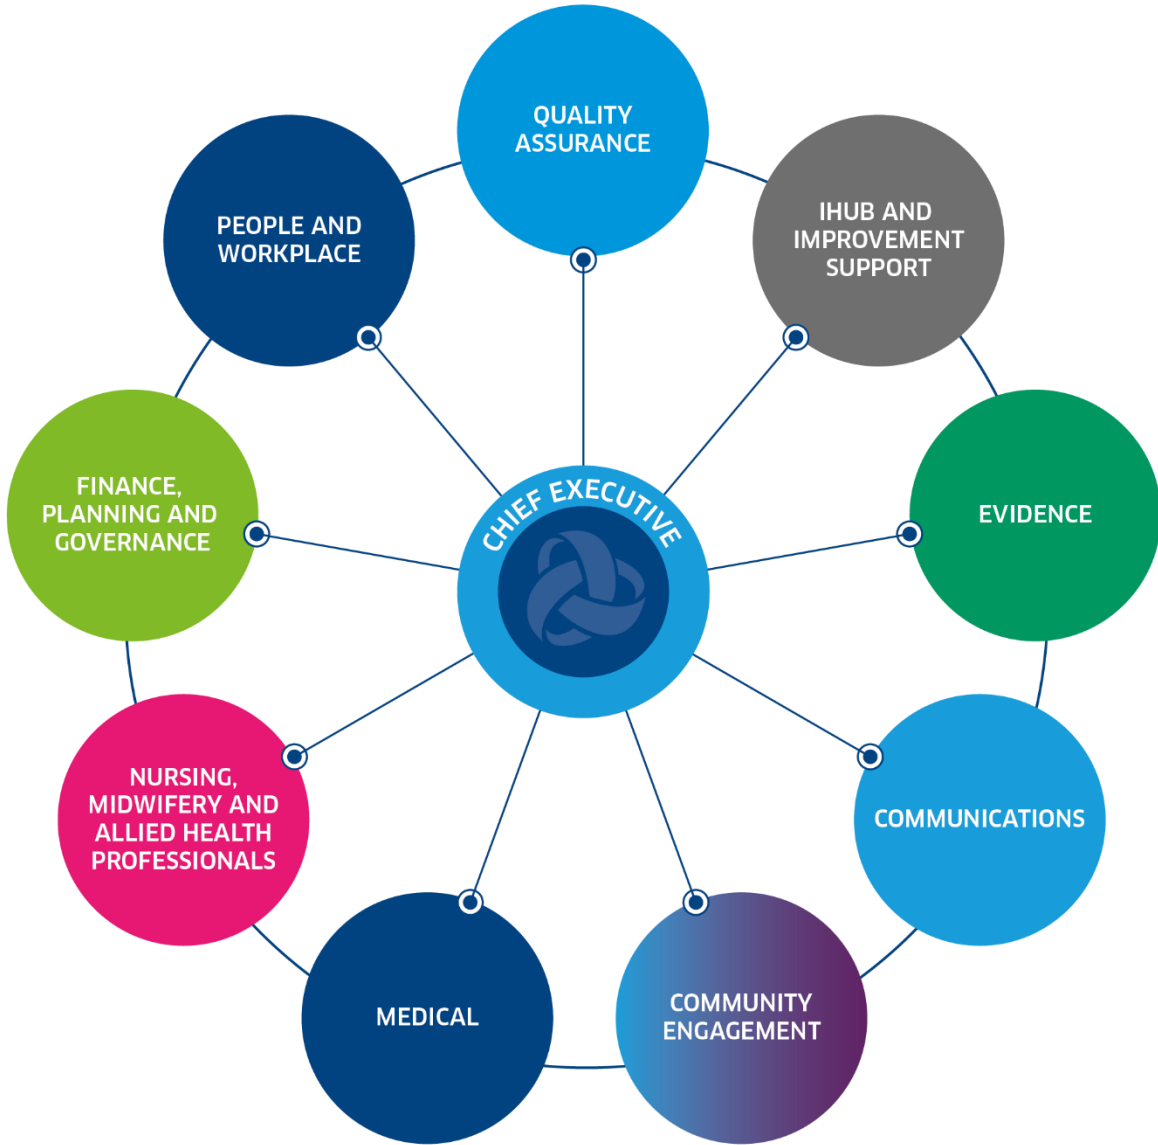 QUALITY
ASSURANCE
IHUB AND
IMPROVEMENT
SUPPORT
EVIDENCE
COMMUNICATIONS
COMMUNITY
ENGAGEMENT
MEDICAL
NURSING,
MIDWIFERY AND
ALLIED HEALTH
PROFESSIONALS
FINANCE,
PLANNING AND
GOVERNANCE
PEOPLE AND
WORKPLACE
CHIEF EXECUTIVE